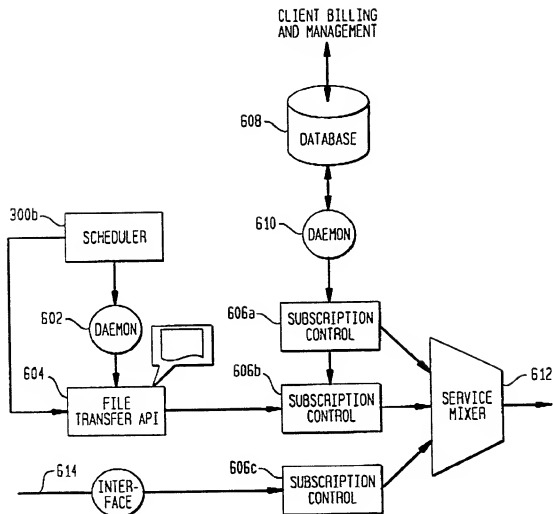 CLIENT BILLING
AND MANAGEMENT
608
DATABASE
300b
SCHEDULER
610
DAEMON
602
DAEMON
606a
SUBSCRIPTION
CONTROL
604
FILE
TRANSFER API
606b
SUBSCRIPTION
CONTROL
SERVICE
MIXER
612
614
INTER-
FACE
606c
SUBSCRIPTION
CONTROL